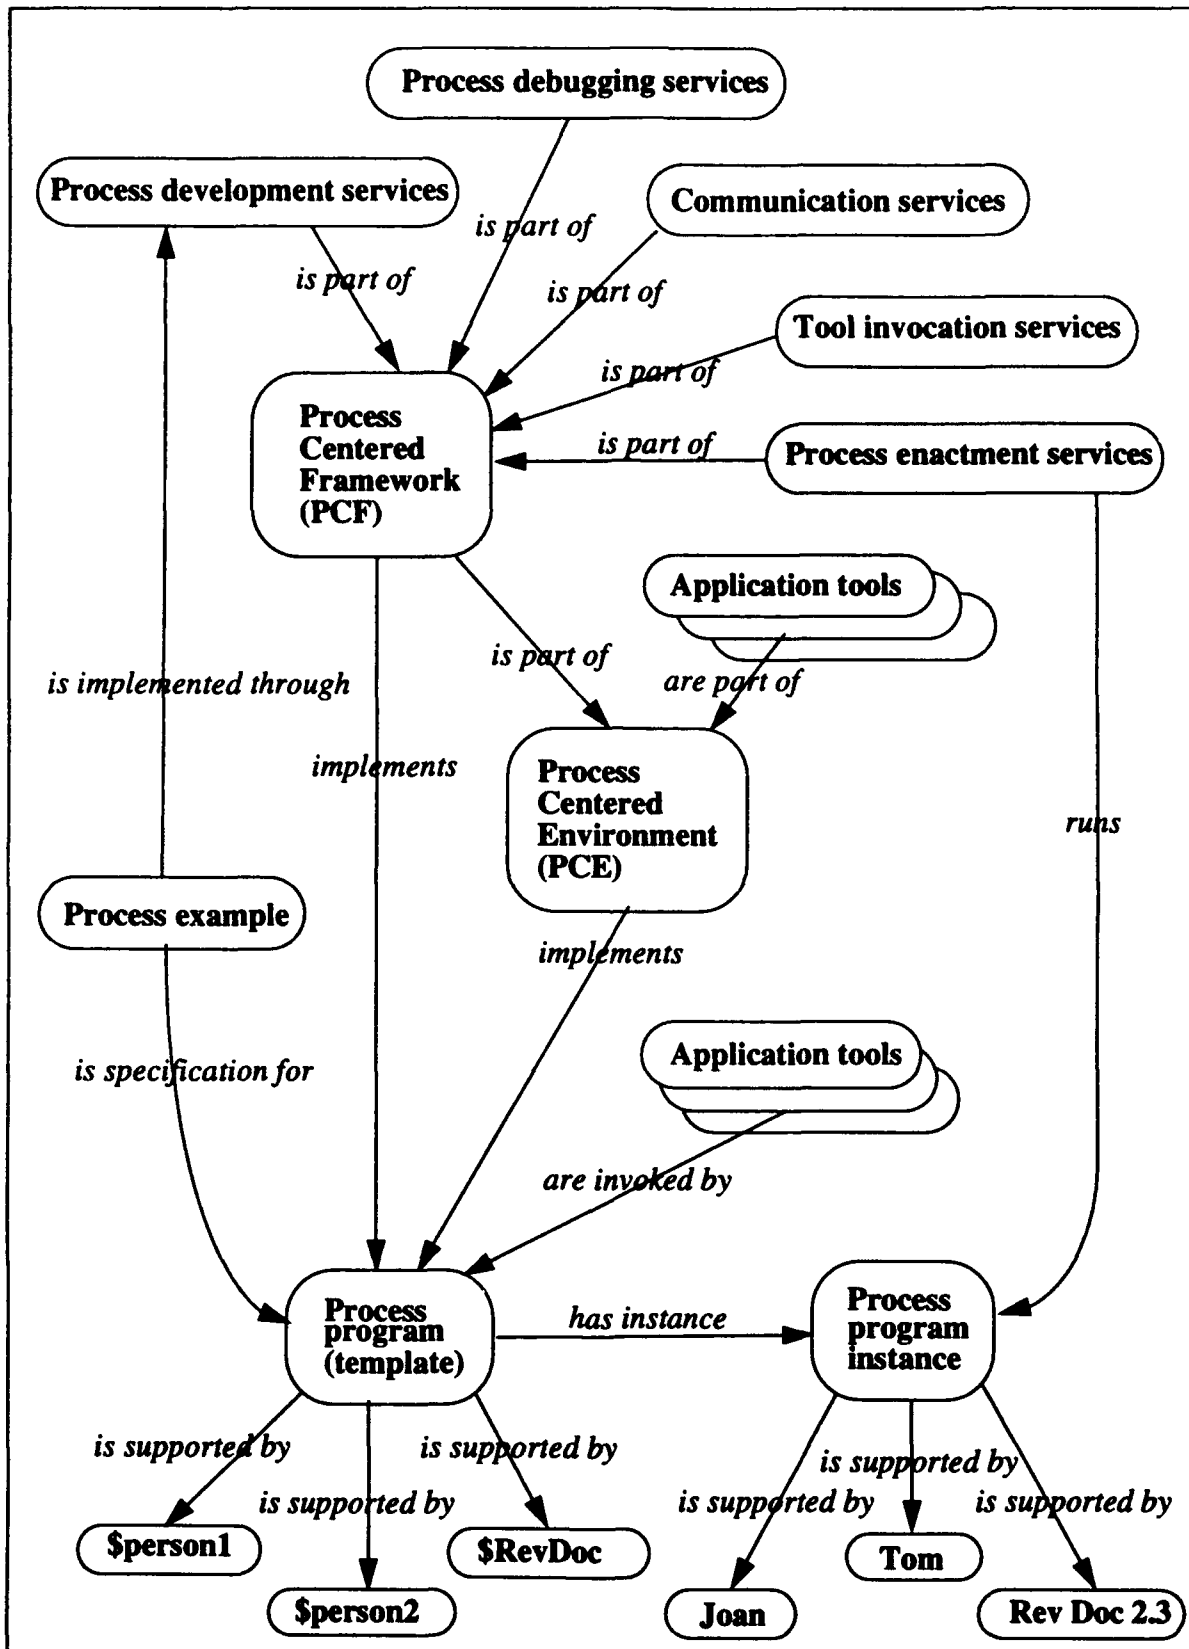 Process debugging services
Process development services
Communication services
is part of
is part of
is part of
Tool invocation services
is part of
Process
Centered
Framework
(PCF)
is part of
Process enactment services
Application tools
is part of
are part of
is implemented through
implements
Process
Centered
Environment
(PCE)
runs
Process example
implements
is specification for
Application tools
are invoked by
Process
program
(template)
has instance
Process
program
instance
is supported by
is supported by
is supported by
is supported by
is supported by
is supported by
$person1
$RevDoc
Tom
$person2
Joan
Rev Doc 2.3